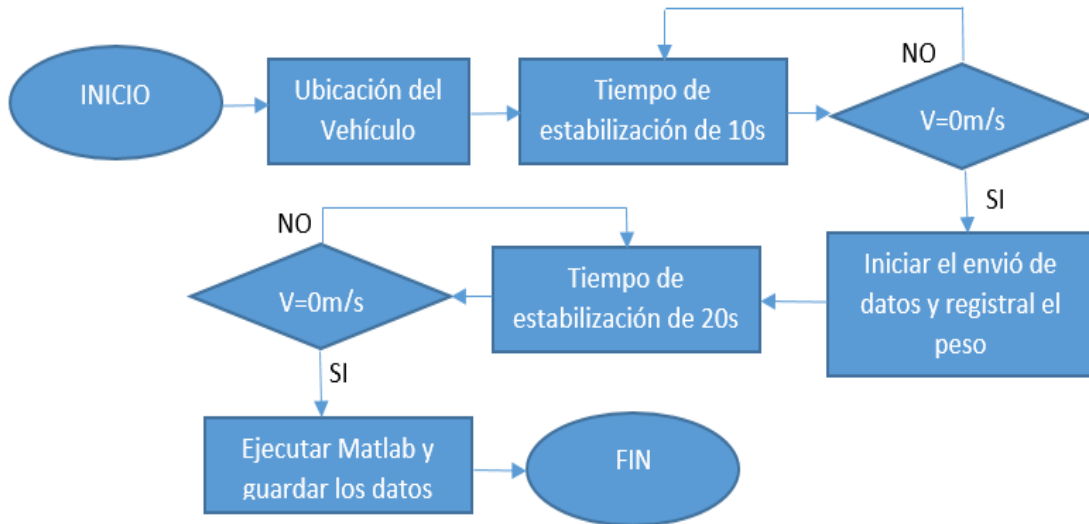 INICIO
Ubicación del
Vehículo
Tiempo de
estabilización de 10s
NO
V=0m/s
SI
Iniciar el envió de
datos y registral el
peso
Tiempo de
estabilización de 20s
NO
V=0m/s
SI
Ejecutar Matlab y
guardar los datos
FIN